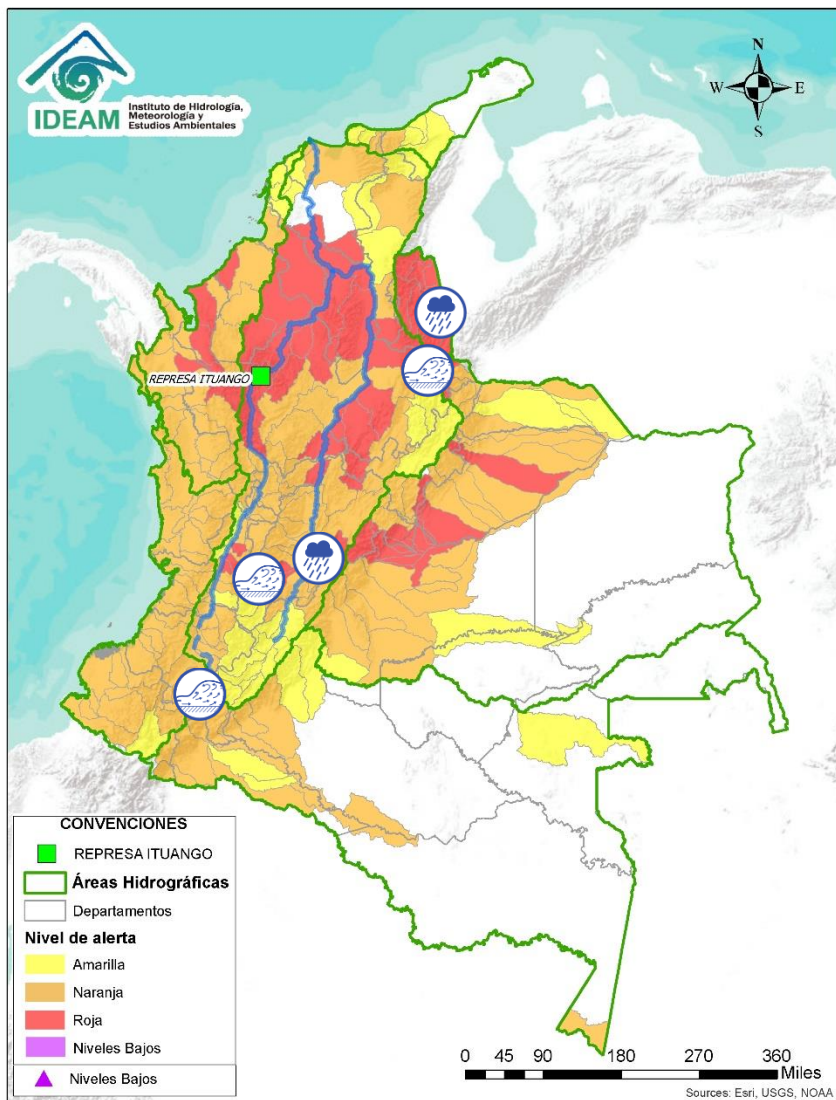 IDEAM
Instituto de Hidrología,
Meteorología y
Estudios Ambientales
N
W E
S
REPRESA ITUANGO
CONVENCIONES
REPRESA ITUANGO
Áreas Hidrográficas
Departamentos
Nivel de alerta
Amarilla
Naranja
Roja
Niveles Bajos
Niveles Bajos
0 45 90 180 270 360
Miles
Sources: Esri, USGS, NOAA